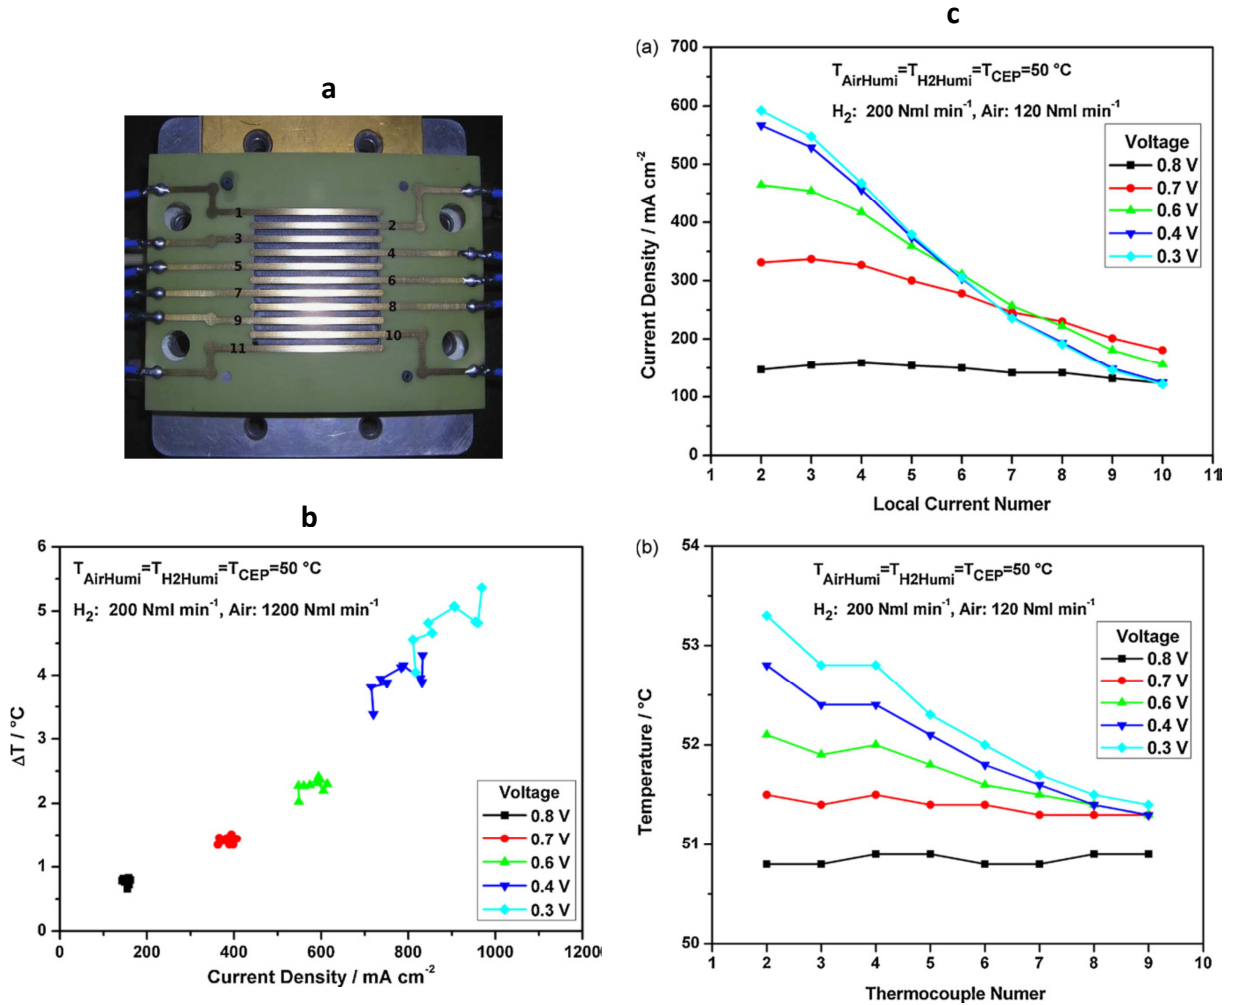 a
1
2
3
4
5
6
7
8
9
10
11
b
6
5
4
3
2
1
0
ΔT / °C
T_AirHumi=T_H2Humi=T_CEP=50 °C
H₂: 200 Nml min⁻¹, Air: 1200 Nml min⁻¹
Voltage
0.8 V
0.7 V
0.6 V
0.4 V
0.3 V
0 200 400 600 800 1000 1200
Current Density / mA cm⁻²
c
(a)
700
600
500
400
300
200
100
0
Current Density / mA cm⁻²
T_AirHumi=T_H2Humi=T_CEP=50 °C
H₂: 200 Nml min⁻¹, Air: 120 Nml min⁻¹
Voltage
0.8 V
0.7 V
0.6 V
0.4 V
0.3 V
1 2 3 4 5 6 7 8 9 10 11
Local Current Numer
(b)
54
53
52
51
50
Temperature / °C
T_AirHumi=T_H2Humi=T_CEP=50 °C
H₂: 200 Nml min⁻¹, Air: 120 Nml min⁻¹
Voltage
0.8 V
0.7 V
0.6 V
0.4 V
0.3 V
1 2 3 4 5 6 7 8 9 10
Thermocouple Numer